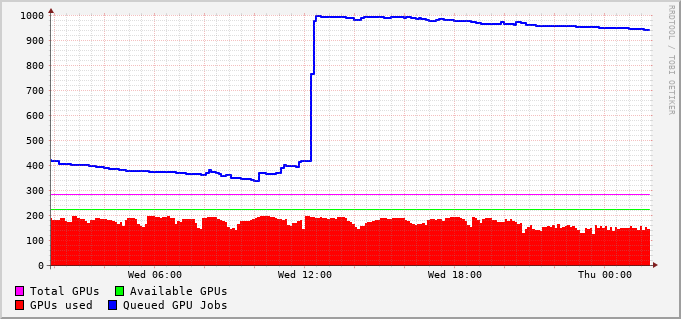 1000
900
800
700
600
500
400
300
200
100
0
Wed 06:00 Wed 12:00 Wed 18:00 Thu 00:00
Total GPUs Available GPUs
GPUs used Queued GPU Jobs
RRDTOOL / TOBI OETIKER